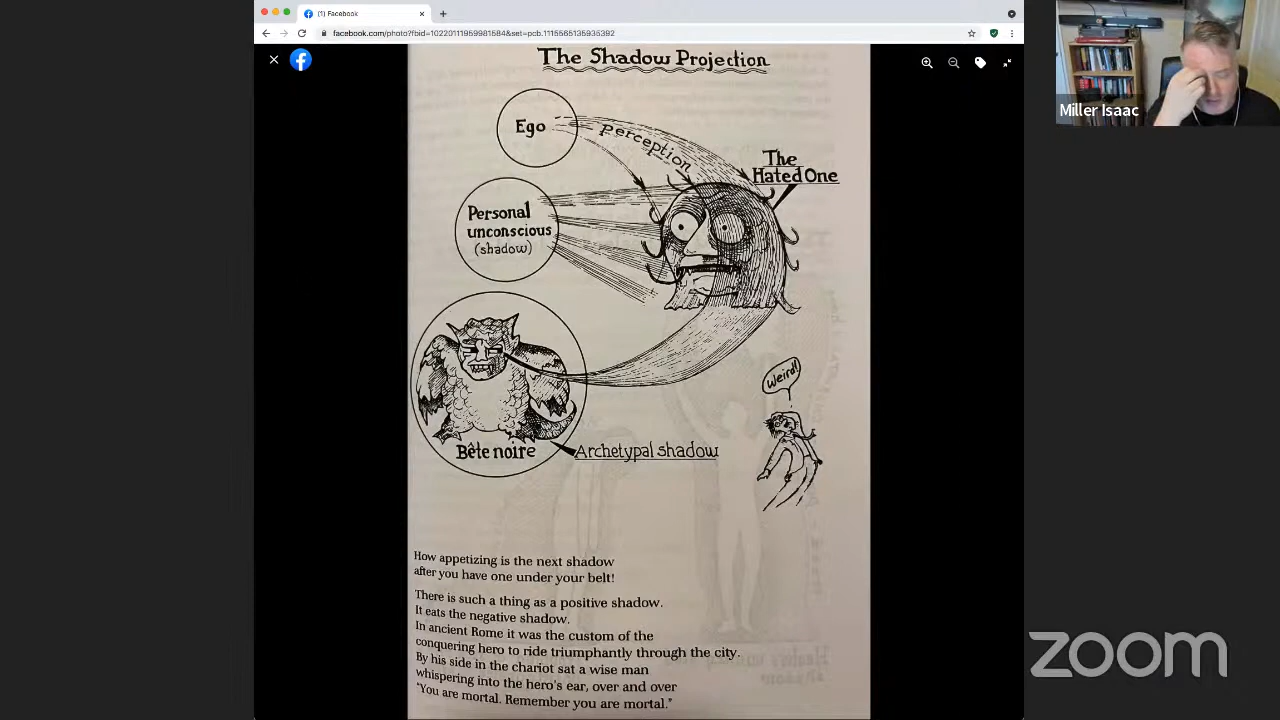 (1) Facebook
facebook.com/photo?fbid=10220111959981584&set=pcb.1115565135935392
The Shadow Projection
Ego
perception
The
Hated One
Personal
unconscious
(shadow)
Weird!
Bête noire
Archetypal shadow
How appetizing is the next shadow
after you have one under your belt!
There is such a thing as a positive shadow.
It eats the negative shadow.
In ancient Rome it was the custom of the
conquering hero to ride triumphantly through the city.
By his side in the chariot sat a wise man
whispering into the hero's ear, over and over
"You are mortal. Remember you are mortal."
Miller Isaac
zoom